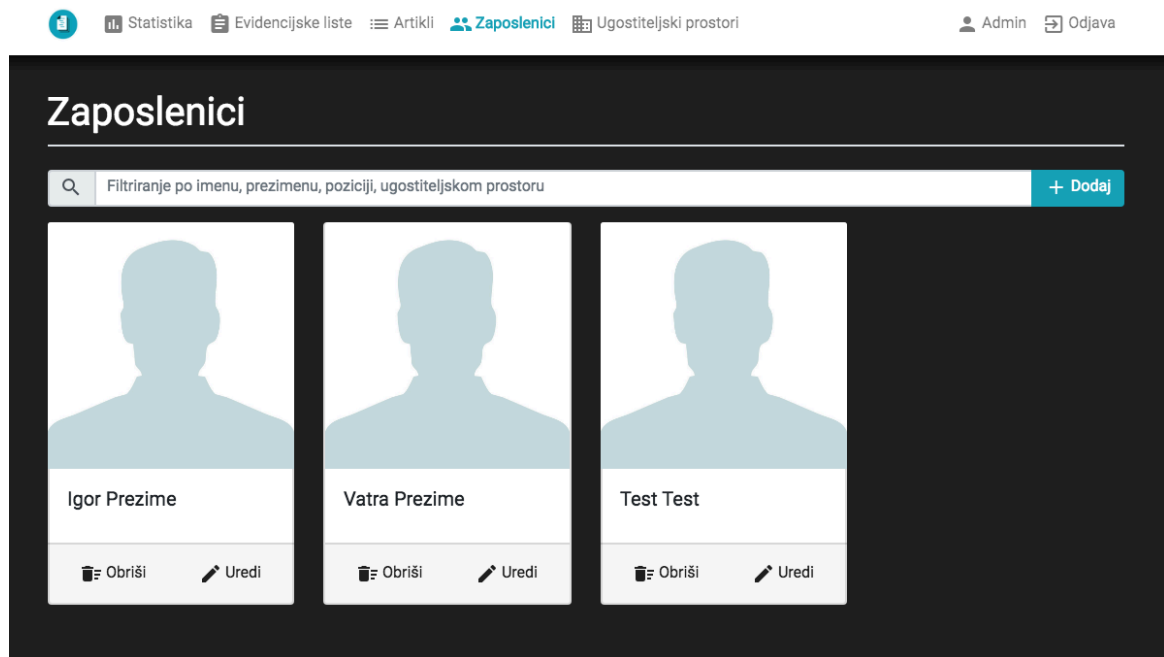 Statistika Evidencijske liste Artikli Zaposlenici Ugostiteljski prostori Admin Odjava
Zaposlenici
Filtriranje po imenu, prezimenu, poziciji, ugostiteljskom prostoru + Dodaj
Igor Prezime Vatra Prezime Test Test
Obriši Uredi Obriši Uredi Obriši Uredi